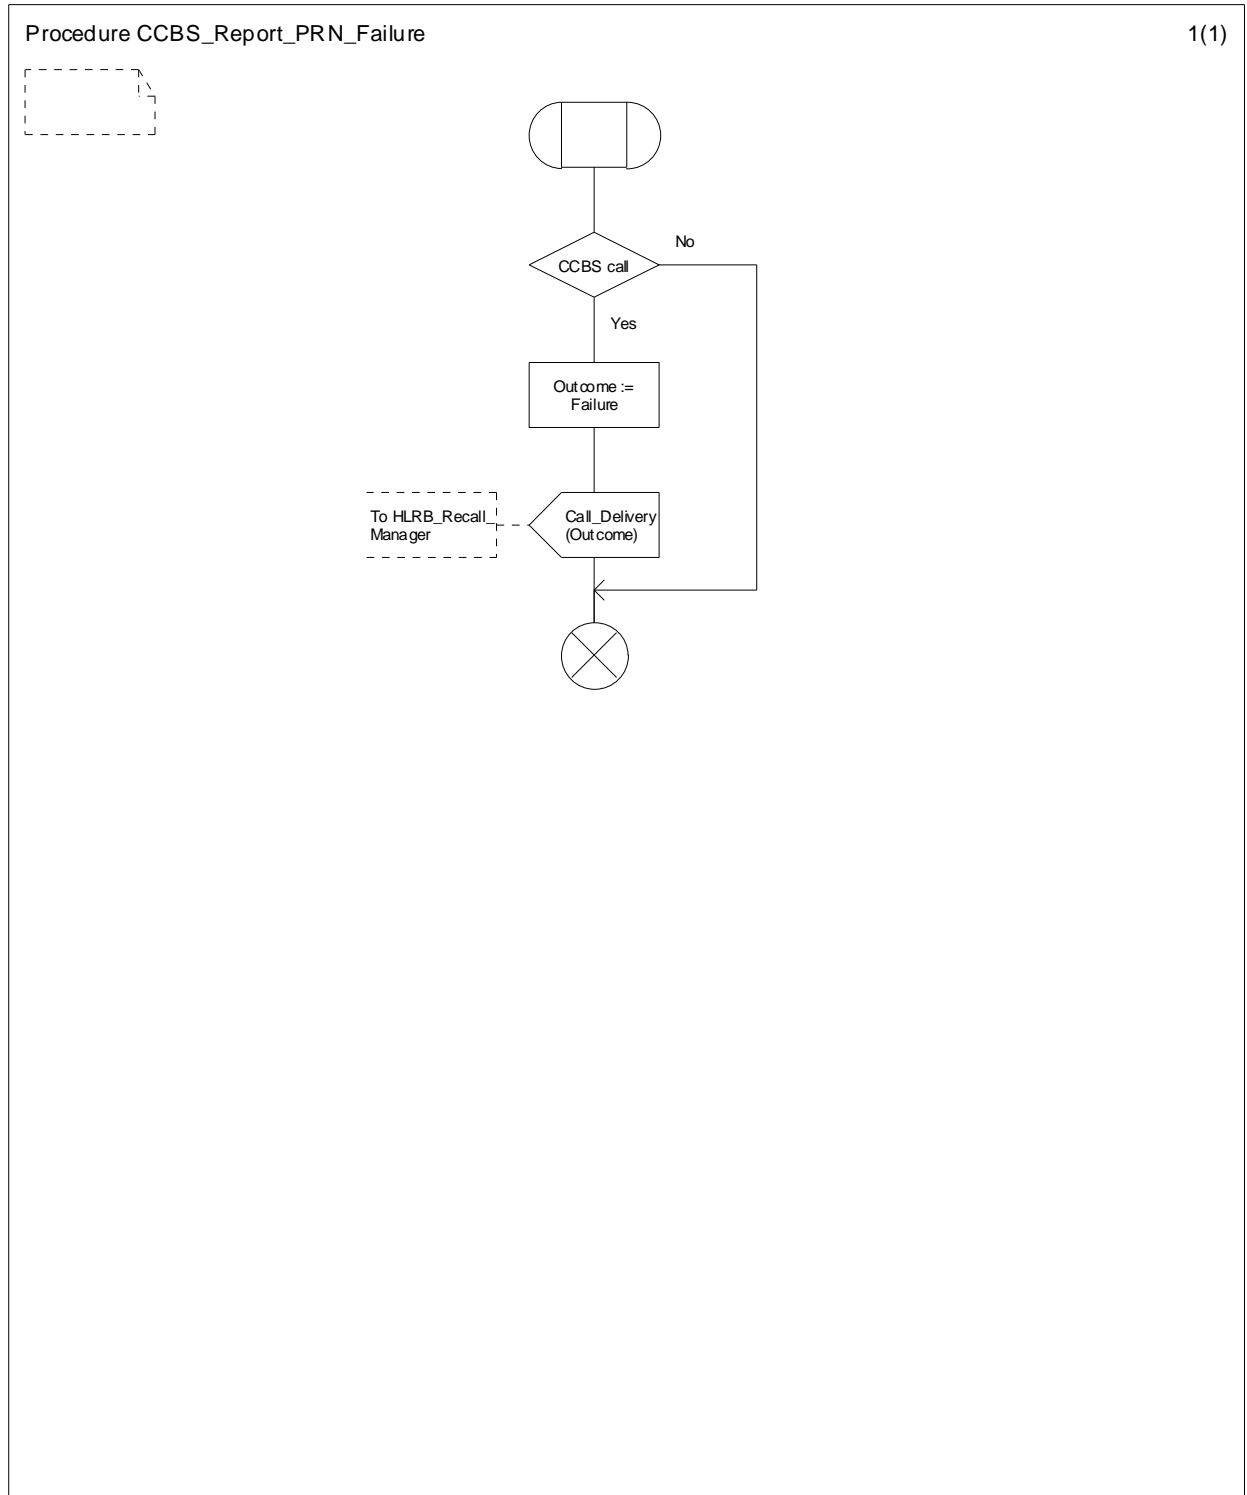 Procedure CCBS_Report_PRN_Failure
1(1)
No
CCBS call
Yes
Outcome :=
Failure
To HLRB_Recall_
Manager
Call_Delivery
(Outcome)